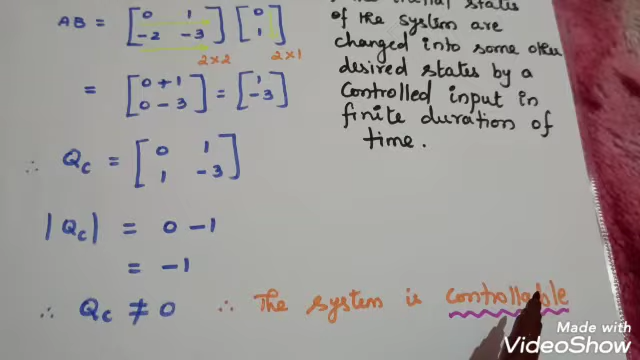 AB = [0 1 -2 -3] [0 1]
2×2 2×1
= [0+1 0-3] = [1 -3]
∴ Qc = [0 1 1 -3]
|Qc| = 0-1
= -1
∴ Qc ≠ 0 ∴ The system is controllable
states
of the system are
changed into some other
desired states by a
controlled input in
finite duration of
time.
Made with
VideoShow